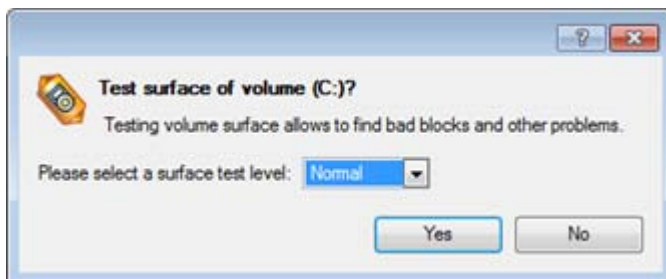 Test surface of volume (C:)?
Testing volume surface allows to find bad blocks and other problems.
Please select a surface test level: Normal
Yes No